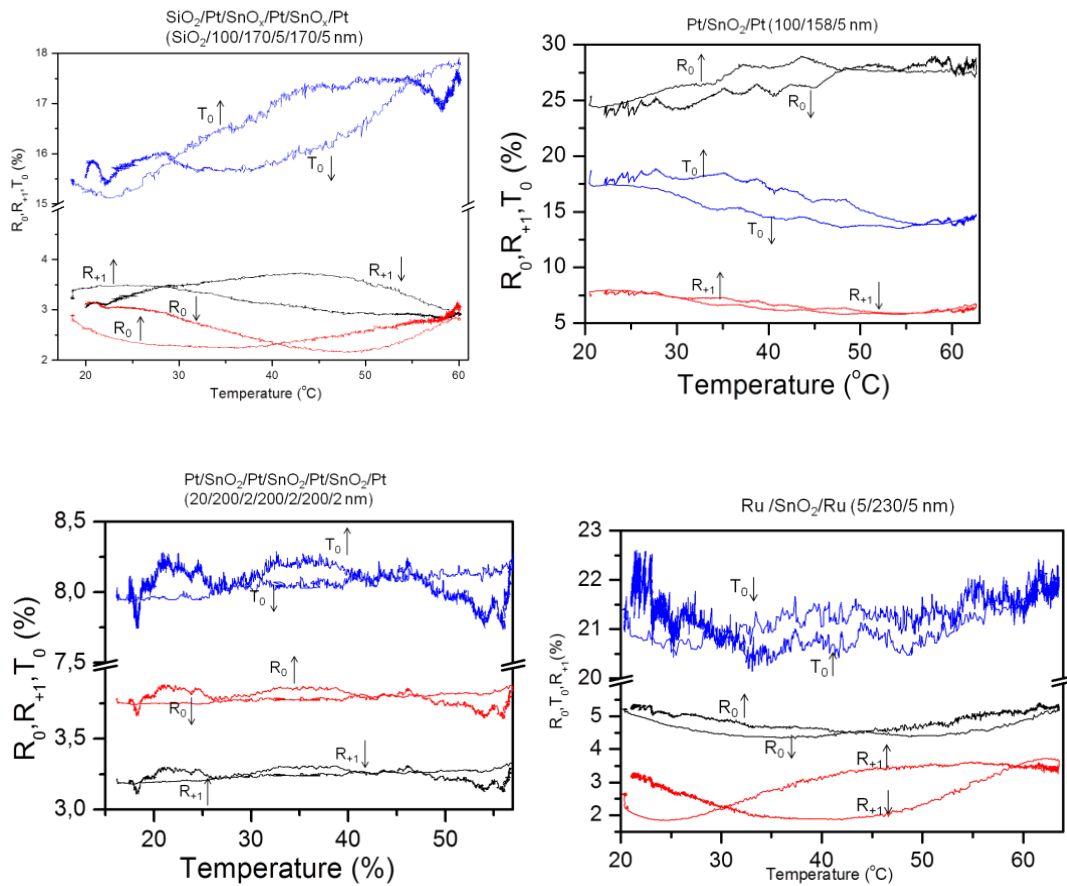 SiO₂/Pt/SnOₓ/Pt/SnOₓ/Pt
(SiO₂/100/170/5/170/5 nm)
18
17
16
15
4
3
2
R₀,R₊₁,T₀ (%)
T₀↑
T₀↓
R₊₁↑
R₊₁↓
R₀↓
R₀↑
20 30 40 50 60
Temperature (°C)
Pt/SnO₂/Pt (100/158/5 nm)
30
25
20
15
10
5
R₀,R₊₁,T₀ (%)
R₀↑
R₀↓
T₀↑
T₀↓
R₊₁↑
R₊₁↓
20 30 40 50 60
Temperature (°C)
Pt/SnO₂/Pt/SnO₂/Pt/SnO₂/Pt
(20/200/2/200/2/200/2 nm)
8,5
8,0
7,5
3,5
3,0
R₀,R₊₁,T₀ (%)
T₀↑
T₀↓
R₀↑
R₀↓
R₊₁↓
R₊₁↑
20 30 40 50
Temperature (%)
Ru /SnO₂/Ru (5/230/5 nm)
23
22
21
20
5
4
3
2
R₀,T₀,R₊₁(%)
T₀↓
T₀↑
R₀↑
R₀↓
R₊₁↑
R₊₁↓
20 30 40 50 60
Temperature (°C)